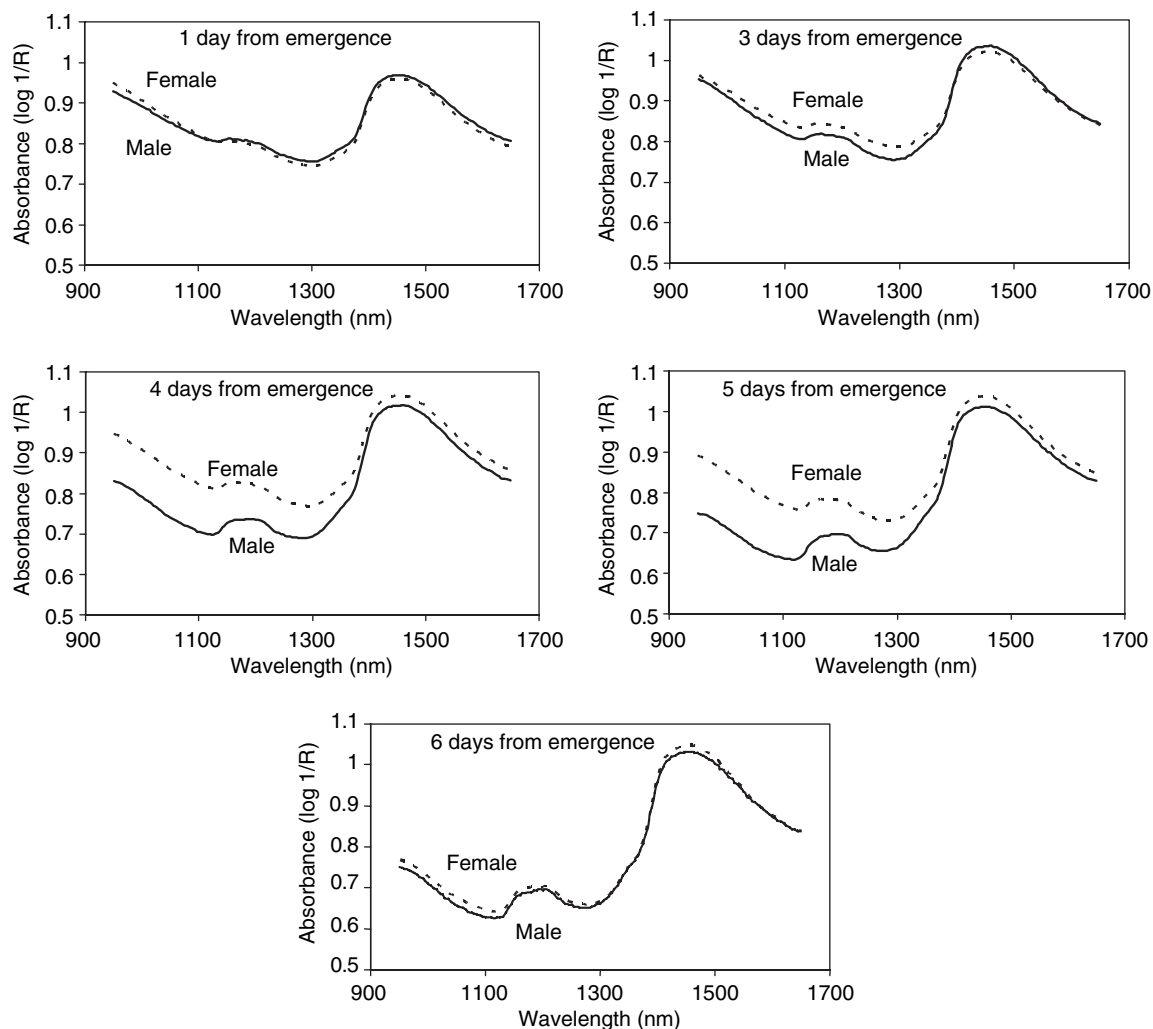 1 day from emergence
Absorbance (log 1/R)
1.1
1
0.9
0.8
0.7
0.6
0.5
Female
Male
900 1100 1300 1500 1700
Wavelength (nm)
3 days from emergence
Absorbance (log 1/R)
1.1
1
0.9
0.8
0.7
0.6
0.5
Female
Male
900 1100 1300 1500 1700
Wavelength (nm)
4 days from emergence
Absorbance (log 1/R)
1.1
1
0.9
0.8
0.7
0.6
0.5
Female
Male
900 1100 1300 1500 1700
Wavelength (nm)
5 days from emergence
Absorbance (log 1/R)
1.1
1
0.9
0.8
0.7
0.6
0.5
Female
Male
900 1100 1300 1500 1700
Wavelength (nm)
6 days from emergence
Absorbance (log 1/R)
1.1
1
0.9
0.8
0.7
0.6
0.5
Female
Male
900 1100 1300 1500 1700
Wavelength (nm)